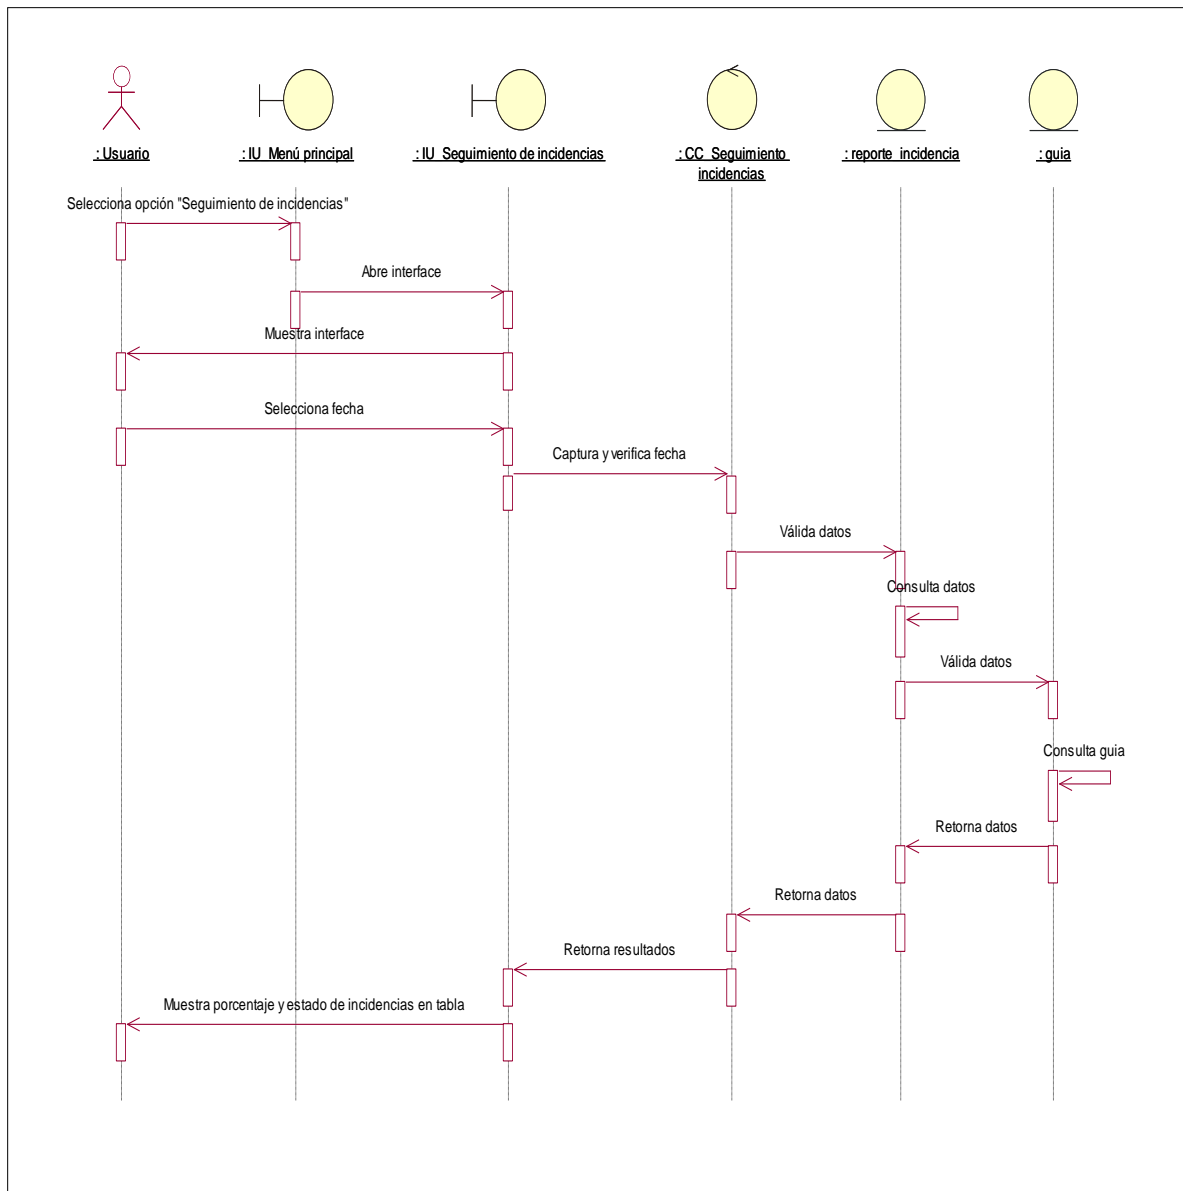 : Usuario
: IU_Menú principal
: IU_Seguimiento de incidencias
: CC_Seguimiento
incidencias
: reporte_incidencia
: guia
Selecciona opción "Seguimiento de incidencias"
Abre interface
Muestra interface
Selecciona fecha
Captura y verifica fecha
Válida datos
Consulta datos
Válida datos
Consulta guia
Retorna datos
Retorna datos
Retorna resultados
Muestra porcentaje y estado de incidencias en tabla